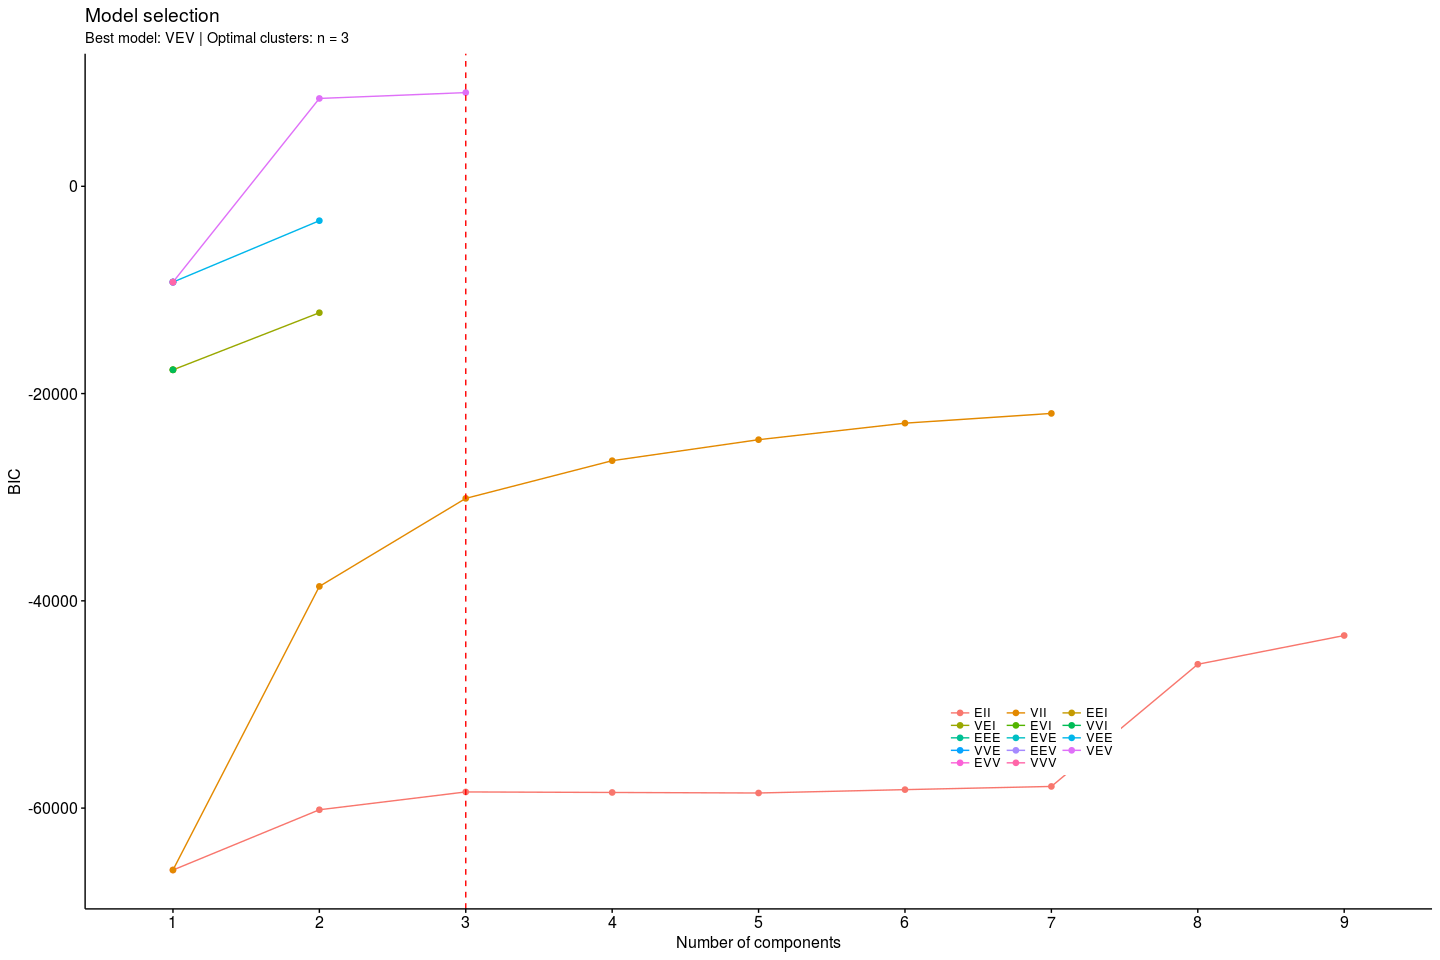 Model selection
Best model: VEV | Optimal clusters: n = 3
0
-20000
-40000
-60000
BIC
EII VII EEI
VEI EVI VVI
EEE EVE VEE
VVE EEV VEV
EVV VVV
1 2 3 4 5 6 7 8 9
Number of components